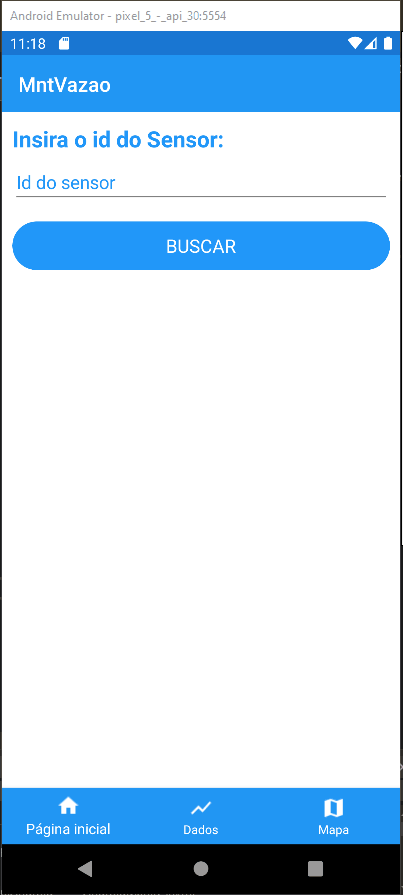 Android Emulator - pixel_5_-_api_30:5554
11:18
MntVazao
Insira o id do Sensor:
Id do sensor
BUSCAR
Página inicial
Dados
Mapa